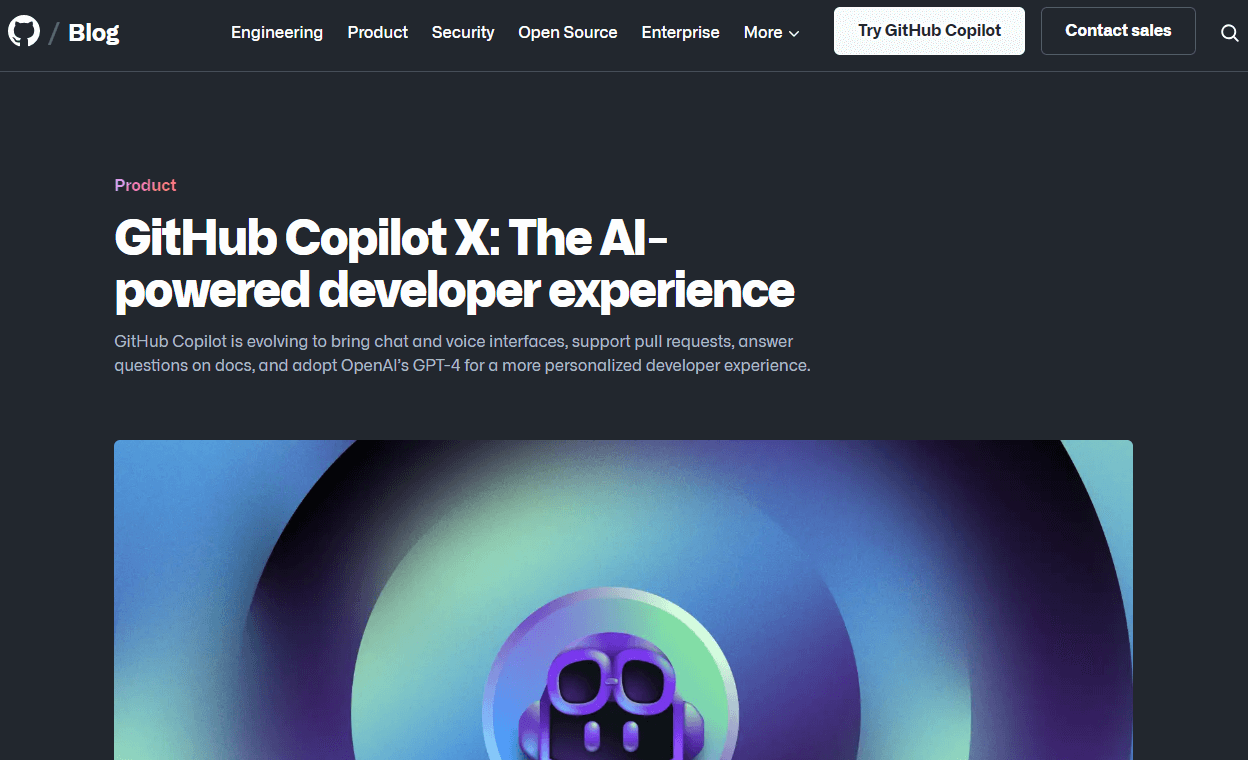 / Blog
Engineering Product Security Open Source Enterprise More Try GitHub Copilot Contact sales
Product
GitHub Copilot X: The AI-
powered developer experience
GitHub Copilot is evolving to bring chat and voice interfaces, support pull requests, answer
questions on docs, and adopt OpenAI's GPT-4 for a more personalized developer experience.